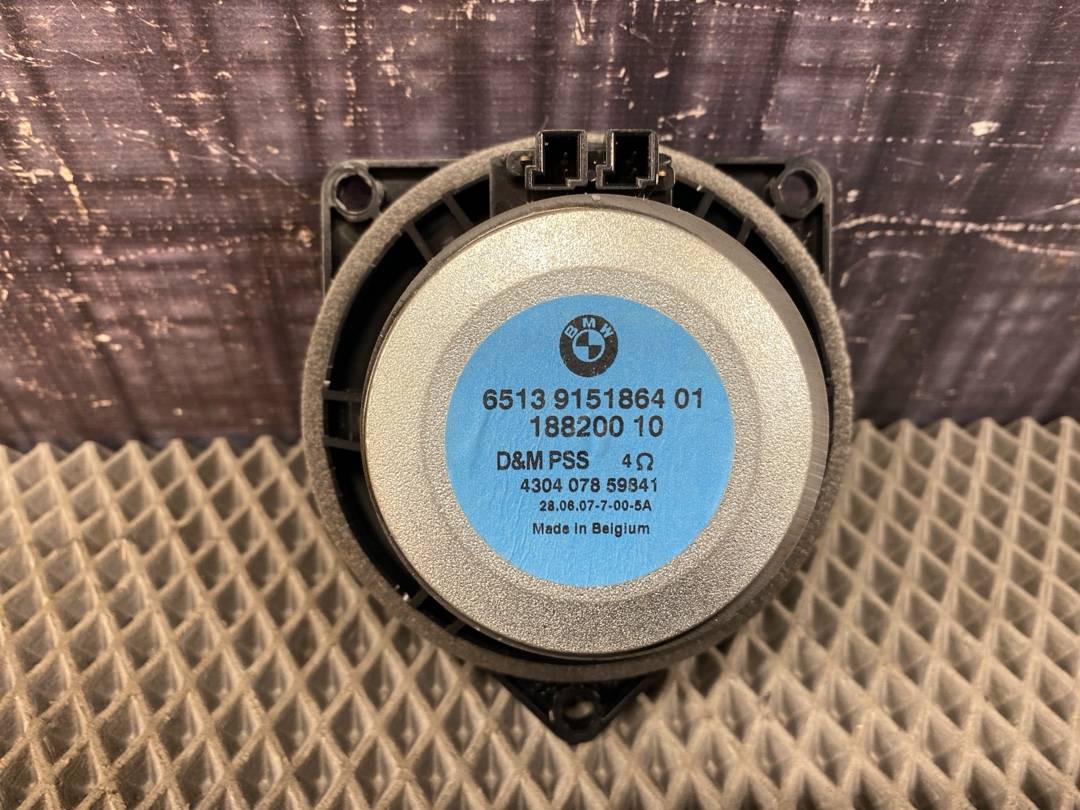 BMW
6513 9151864 01
188200 10
D&M PSS 4Ω
4304 078 59841
28.06.07-7-00-5A
Made in Belgium